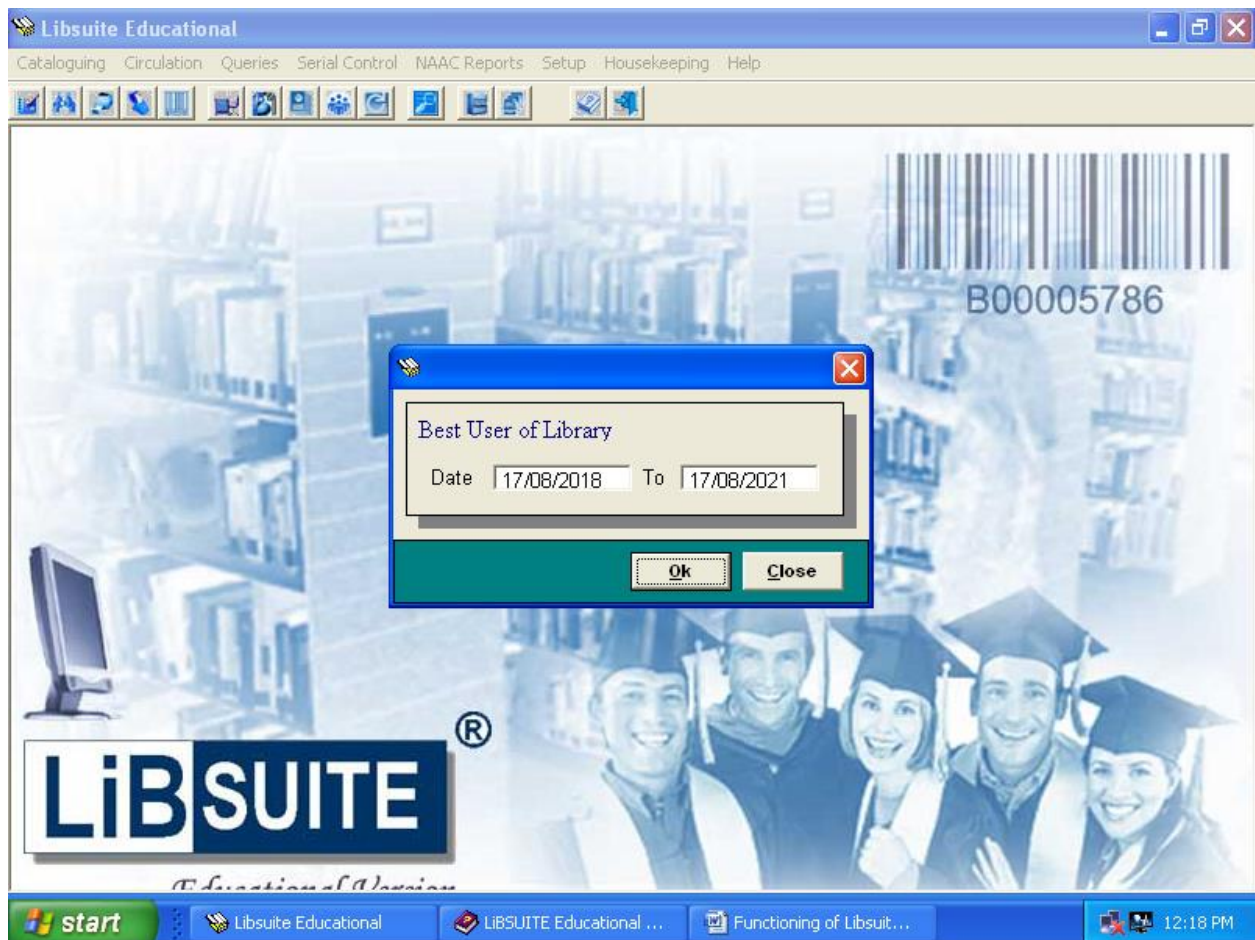 Libsuite Educational
Cataloguing Circulation Queries Serial Control NAAC Reports Setup Housekeeping Help
B00005786
Best User of Library
Date 17/08/2018 To 17/08/2021
Ok Close
®
LiBSUITE
Educational Version
start Libsuite Educational LiBSUITE Educational ... Functioning of Libsuit... 12:18 PM